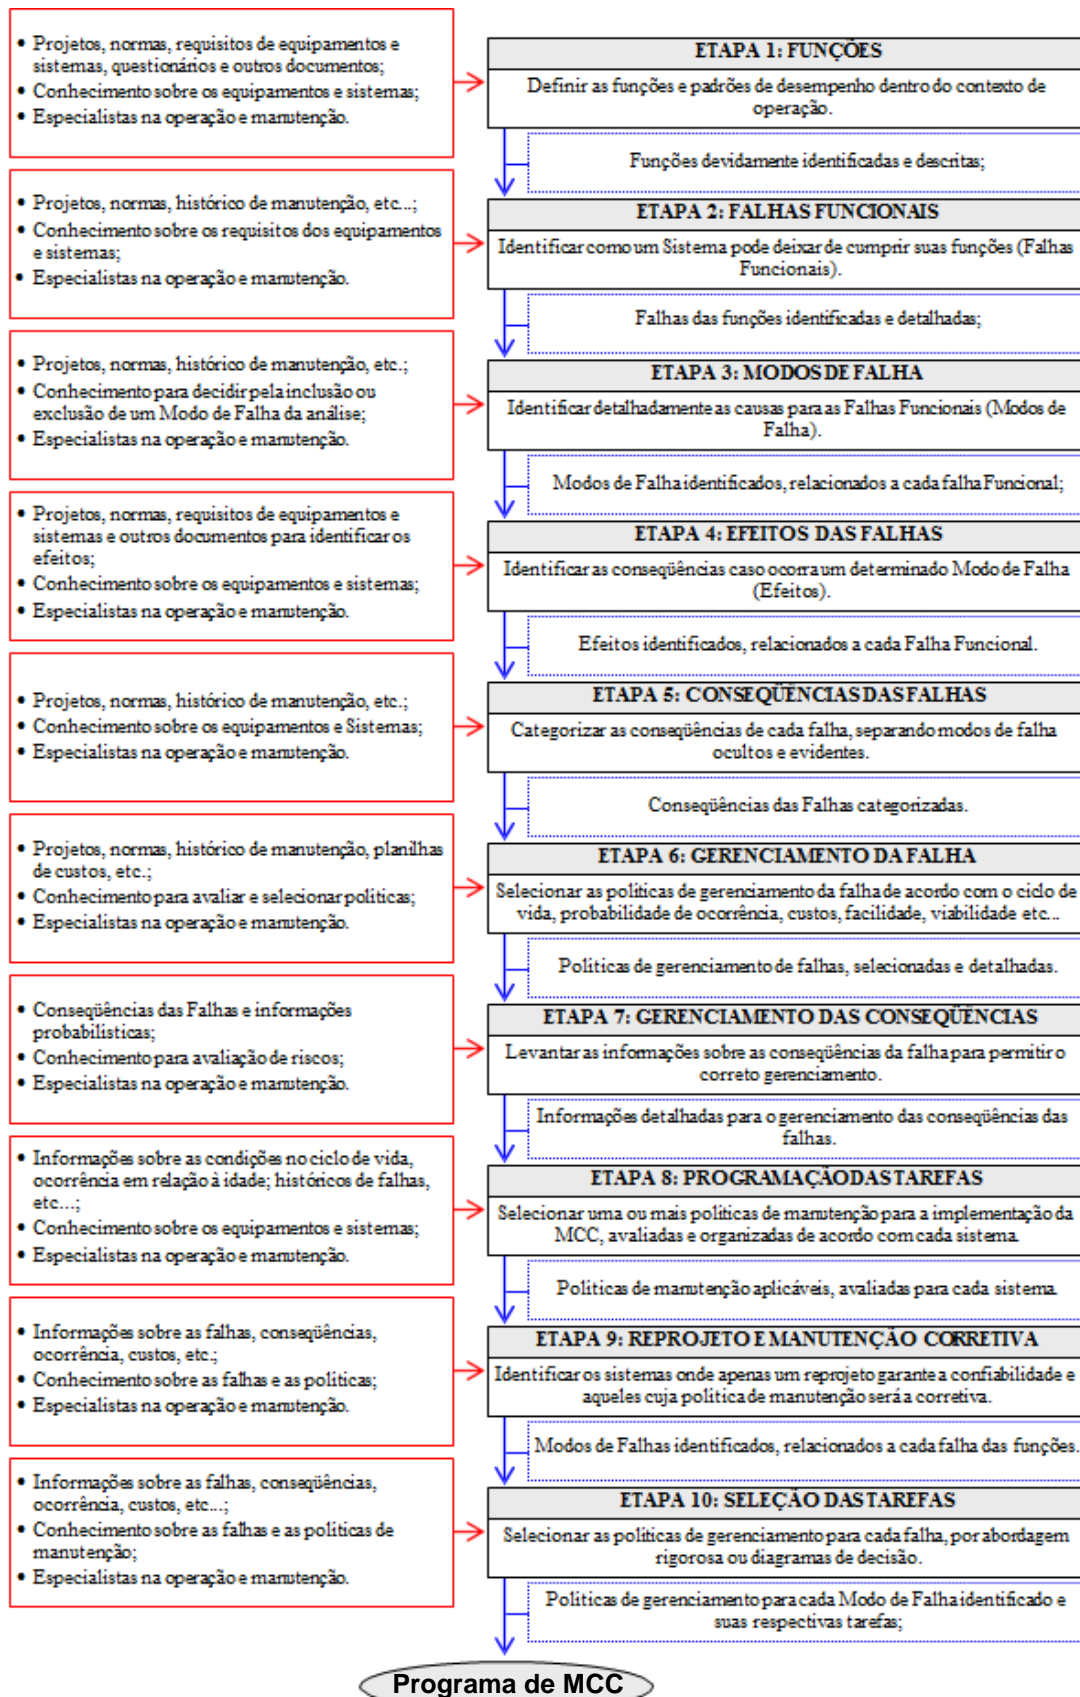 • Projetos, normas, requisitos de equipamentos e
sistemas, questionários e outros documentos;
• Conhecimento sobre os equipamentos e sistemas;
• Especialistas na operação e manutenção.
ETAPA 1: FUNÇÕES
Definir as funções e padrões de desempenho dentro do contexto de
operação.
Funções devidamente identificadas e descritas;
• Projetos, normas, histórico de manutenção, etc...;
• Conhecimento sobre os requisitos dos equipamentos
e sistemas;
• Especialistas na operação e manutenção.
ETAPA 2: FALHAS FUNCIONAIS
Identificar como um Sistema pode deixar de cumprir suas funções (Falhas
Funcionais).
Falhas das funções identificadas e detalhadas;
• Projetos, normas, histórico de manutenção, etc.;
• Conhecimento para decidir pela inclusão ou
exclusão de um Modo de Falha da análise;
• Especialistas na operação e manutenção.
ETAPA 3: MODOS DE FALHA
Identificar detalhadamente as causas para as Falhas Funcionais (Modos de
Falha).
Modos de Falha identificados, relacionados a cada falha Funcional;
• Projetos, normas, requisitos de equipamentos e
sistemas e outros documentos para identificar os
efeitos;
• Conhecimento sobre os equipamentos e sistemas;
• Especialistas na operação e manutenção.
ETAPA 4: EFEITOS DAS FALHAS
Identificar as conseqüências caso ocorra um determinado Modo de Falha
(Efeitos).
Efeitos identificados, relacionados a cada Falha Funcional.
• Projetos, normas, histórico de manutenção, etc.;
• Conhecimento sobre os equipamentos e Sistemas;
• Especialistas na operação e manutenção.
ETAPA 5: CONSEQÜÊNCIAS DAS FALHAS
Categorizar as conseqüências de cada falha, separando modos de falha
ocultos e evidentes.
Conseqüências das Falhas categorizadas.
• Projetos, normas, histórico de manutenção, planilhas
de custos, etc.;
• Conhecimento para avaliar e selecionar políticas;
• Especialistas na operação e manutenção.
ETAPA 6: GERENCIAMENTO DA FALHA
Selecionar as políticas de gerenciamento da falha de acordo com o ciclo de
vida, probabilidade de ocorrência, custos, facilidade, viabilidade etc...
Políticas de gerenciamento de falhas, selecionadas e detalhadas.
• Conseqüências das Falhas e informações
probabilísticas;
• Conhecimento para avaliação de riscos;
• Especialistas na operação e manutenção.
ETAPA 7: GERENCIAMENTO DAS CONSEQÜÊNCIAS
Levantar as informações sobre as conseqüências da falha para permitir o
correto gerenciamento.
Informações detalhadas para o gerenciamento das conseqüências das
falhas.
• Informações sobre as condições no ciclo de vida,
ocorrência em relação à idade; históricos de falhas,
etc...;
• Conhecimento sobre os equipamentos e sistemas;
• Especialistas na operação e manutenção.
ETAPA 8: PROGRAMAÇÃO DAS TAREFAS
Selecionar uma ou mais políticas de manutenção para a implementação da
MCC, avaliadas e organizadas de acordo com cada sistema.
Políticas de manutenção aplicáveis, avaliadas para cada sistema.
• Informações sobre as falhas, conseqüências,
ocorrência, custos, etc.;
• Conhecimento sobre as falhas e as políticas;
• Especialistas na operação e manutenção.
ETAPA 9: REPROJETO E MANUTENÇÃO CORRETIVA
Identificar os sistemas onde apenas um reprojeto garante a confiabilidade e
aqueles cuja política de manutenção será a corretiva.
Modos de Falhas identificados, relacionados a cada falha das funções.
• Informações sobre as falhas, conseqüências,
ocorrência, custos, etc...;
• Conhecimento sobre as falhas e as políticas de
manutenção;
• Especialistas na operação e manutenção.
ETAPA 10: SELEÇÃO DAS TAREFAS
Selecionar as políticas de gerenciamento para cada falha, por abordagem
rigorosa ou diagramas de decisão.
Políticas de gerenciamento para cada Modo de Falha identificado e
suas respectivas tarefas;
Programa de MCC